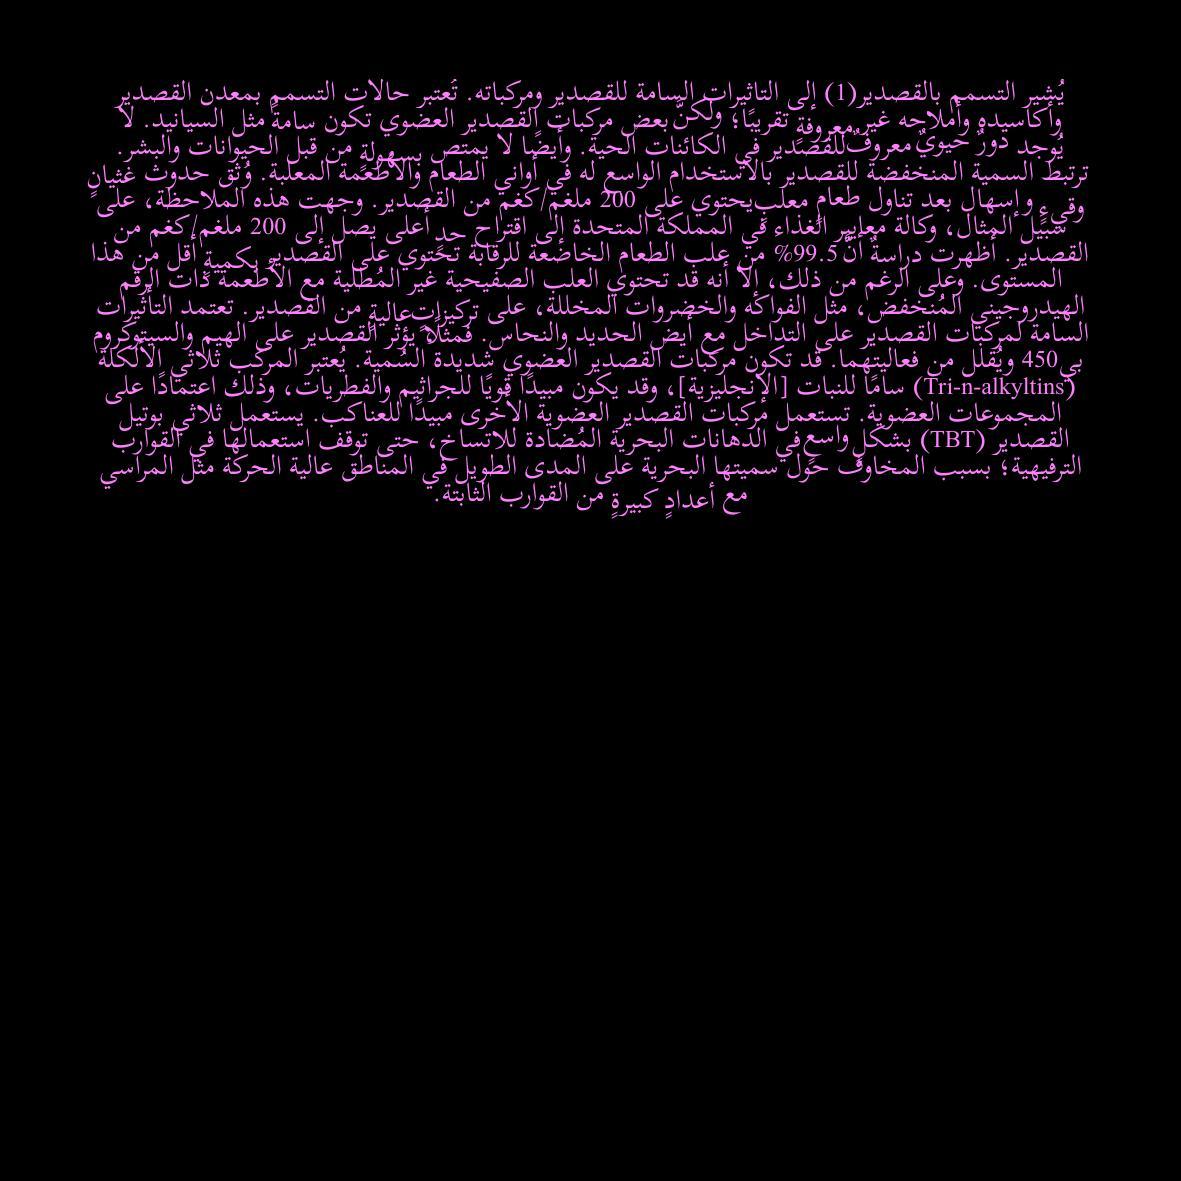 يُشير التسمم بالقصدير(1) إلى التاثيرات السامة للقصدير ومركباته. تُعتبر حالات التسمم بمعدن القصدير
وأكاسيده وأملاحه غير معروفةٍ تقريبًا؛ ولكنَّ بعض مركبات القصدير العضوي تكون سامةً مثل السيانيد. لا
يُوجد دورٌ حيويٌ معروفٌ للقصدير في الكائنات الحية. وأيضًا لا يمتص بسهولةٍ من قبل الحيوانات والبشر.
ترتبط السمية المنخفضة للقصدير بالاستخدام الواسع له في أواني الطعام والأطعمة المعلبة. وُثق حدوث غثيانٍ
وقيءٍ وإسهال بعد تناول طعامٍ معلبٍ يحتوي على 200 ملغم/كغم من القصدير. وجهت هذه الملاحظة، على
سبيل المثال، وكالة معايير الغذاء في المملكة المتحدة إلى اقتراح حدٍ أعلى يصل إلى 200 ملغم/كغم من
القصدير. أظهرت دراسةٌ أنَّ 99.5% من علب الطعام الخاضعة للرقابة تحتوي على القصدير بكميةٍ أقل من هذا
المستوى. وعلى الرغم من ذلك، إلا أنه قد تحتوي العلب الصفيحية غير المُطلية مع الأطعمة ذات الرقم
الهيدروجيني المُنخفض، مثل الفواكه والخضروات المخللة، على تركيزاتٍ عاليةٍ من القصدير. تعتمد التأثيرات
السامة لمركبات القصدير على التداخل مع أيض الحديد والنحاس. فمثلًا يؤثر القصدير على الهيم والسيتوكروم
بي450 ويُقلل من فعاليتهما. قد تكون مركبات القصدير العضوي شديدة السُمية. يُعتبر المركب ثلاثي الألكلة
(Tri-n-alkyltins) سامًا للنبات [الإنجليزية]، وقد يكون مبيدًا قويًا للجراثيم والفطريات، وذلك اعتمادًا على
المجموعات العضوية. تستعمل مركبات القصدير العضوية الأخرى مبيدًا للعناكب. يستعمل ثلاثي بوتيل
القصدير (TBT) بشكلٍ واسعٍ في الدهانات البحرية المُضادة للاتساخ، حتى توقف استعمالها في القوارب
الترفيهية؛ بسبب المخاوف حول سميتها البحرية على المدى الطويل في المناطق عالية الحركة مثل المراسي
مع أعدادٍ كبيرةٍ من القوارب الثابتة.